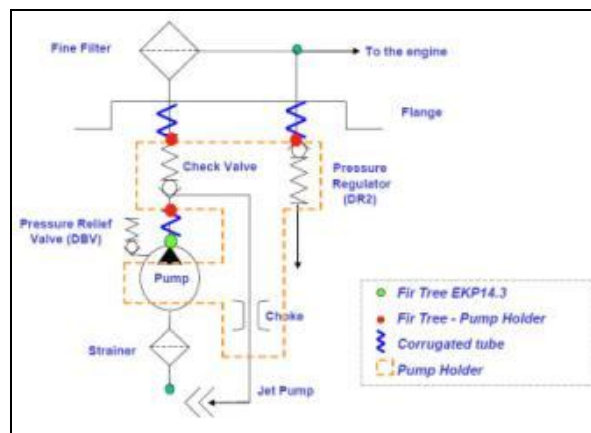 Fine Filter
To the engine
Flange
Check Valve
Pressure
Regulator
(DR2)
Pressure Relief
Valve (DBV)
Pump
Choke
Strainer
Jet Pump
Fir Tree EKP14.3
Fir Tree - Pump Holder
Corrugated tube
Pump Holder